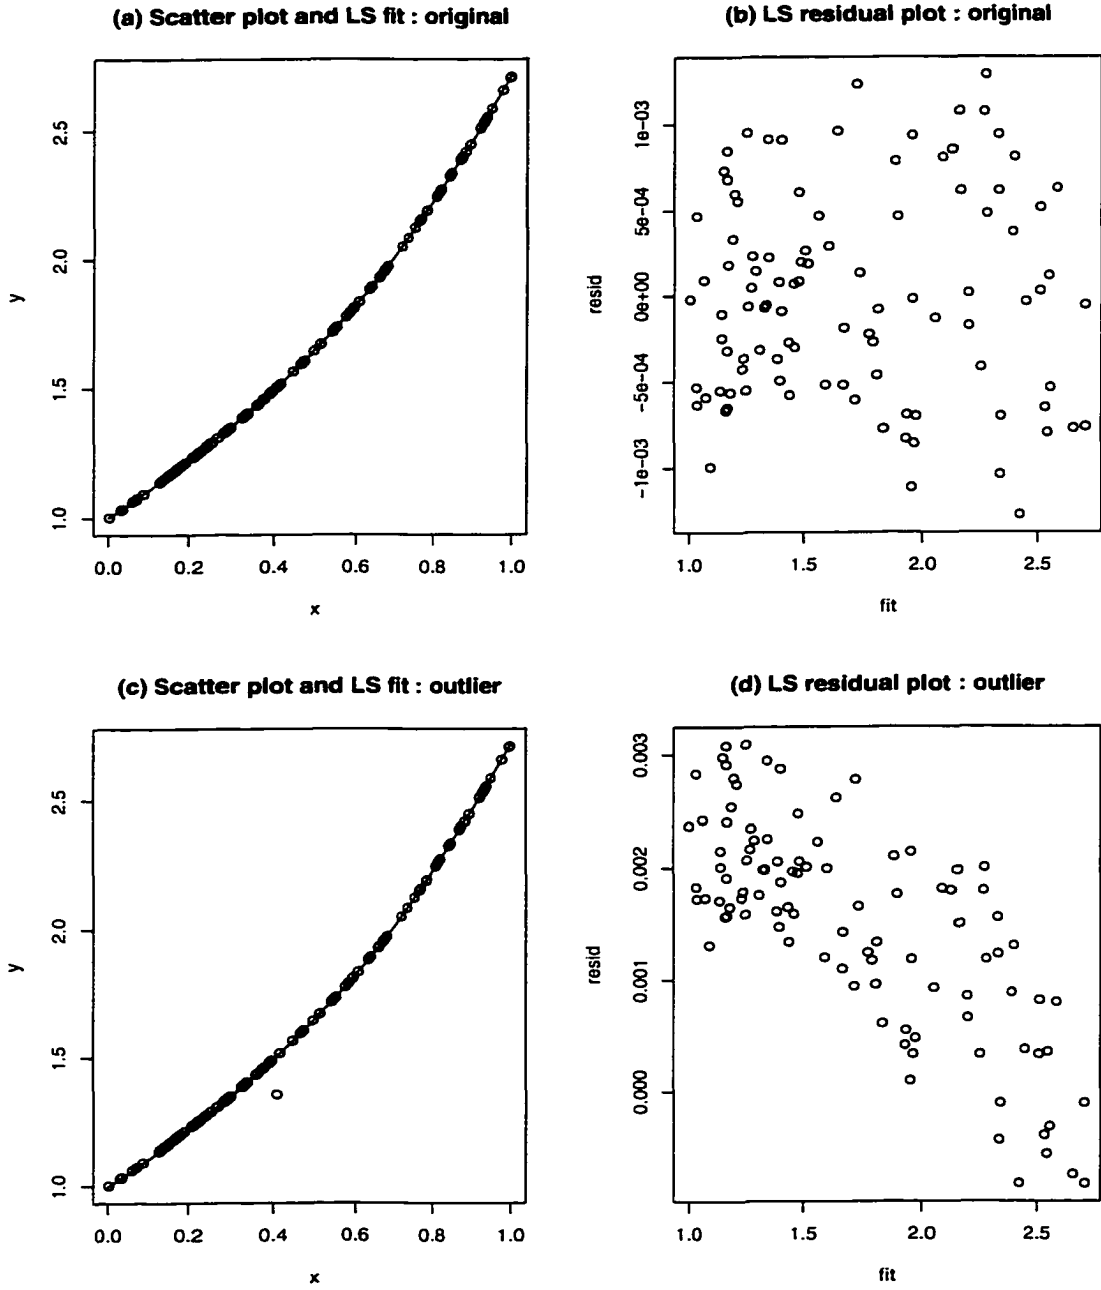 (a) Scatter plot and LS fit : original
2.5
2.0
1.5
1.0
y
0.0 0.2 0.4 0.6 0.8 1.0
x
(b) LS residual plot : original
1e-03
5e-04
0e+00
-5e-04
-1e-03
resid
1.0 1.5 2.0 2.5
fit
(c) Scatter plot and LS fit : outlier
2.5
2.0
1.5
1.0
y
0.0 0.2 0.4 0.6 0.8 1.0
x
(d) LS residual plot : outlier
0.003
0.002
0.001
0.000
resid
1.0 1.5 2.0 2.5
fit